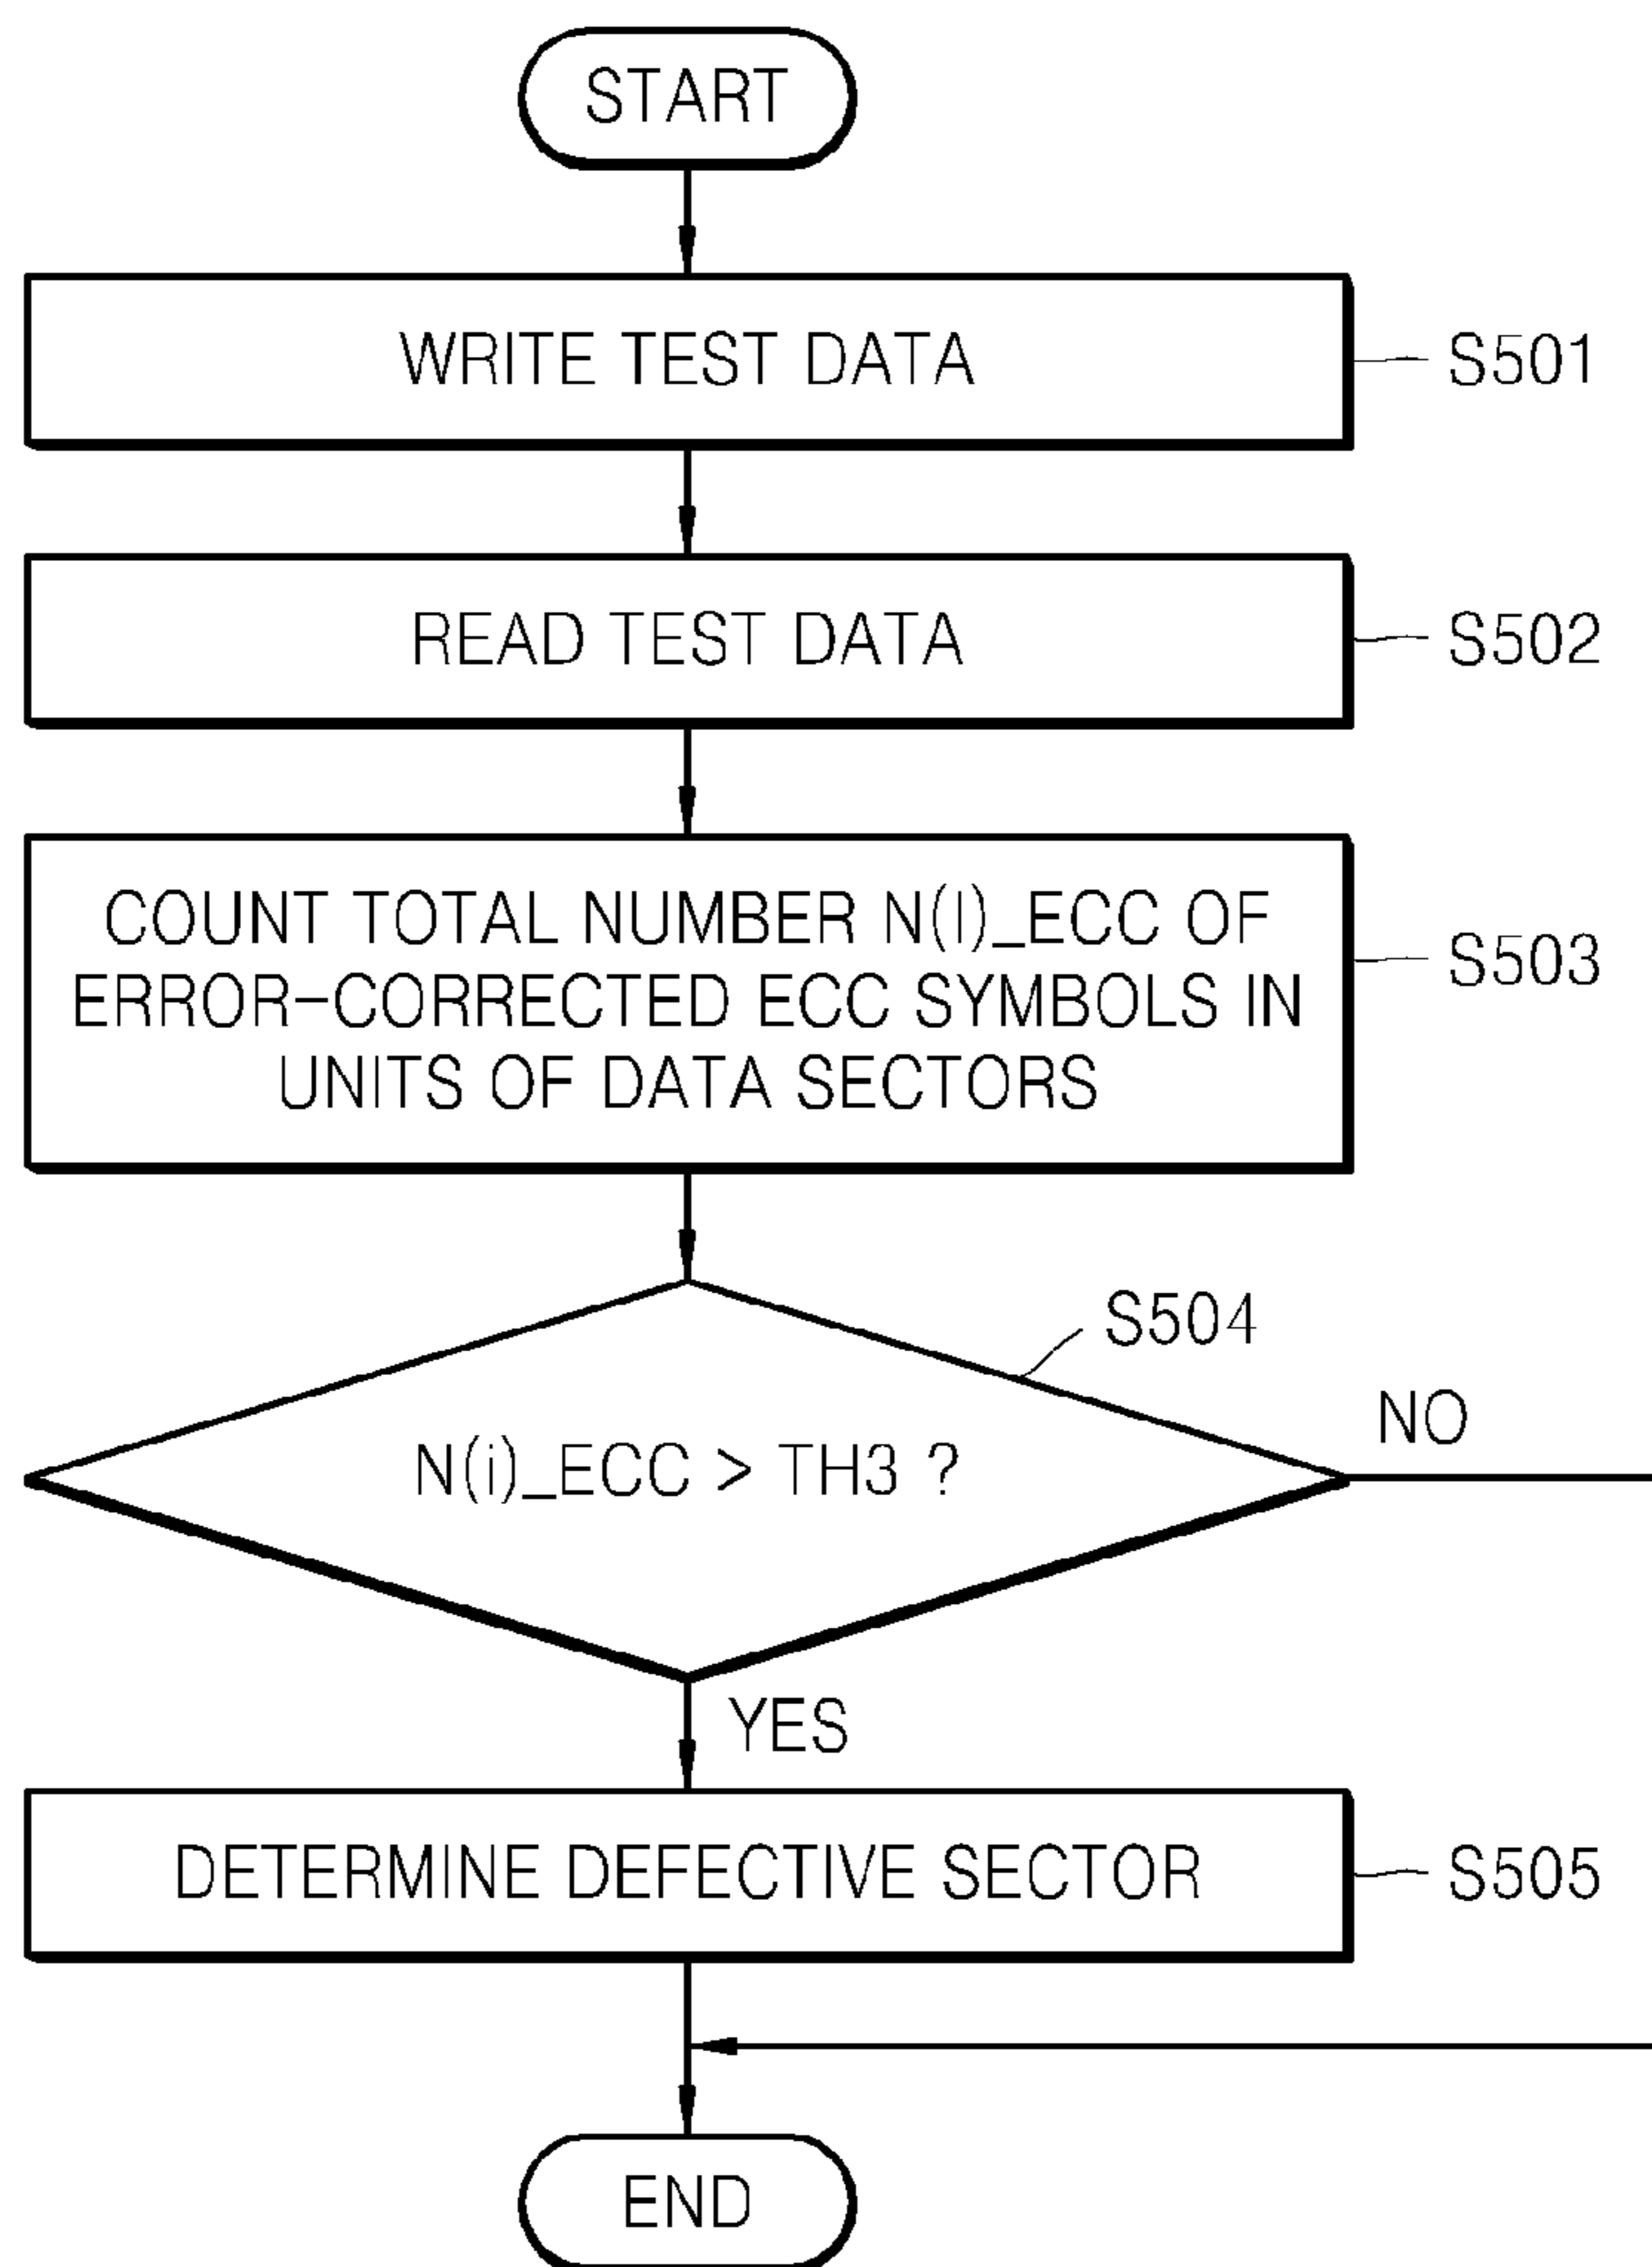 START
WRITE TEST DATA
S501
READ TEST DATA
S502
COUNT TOTAL NUMBER N(I)_ECC OF
ERROR-CORRECTED ECC SYMBOLS IN
UNITS OF DATA SECTORS
S503
S504
N(i)_ECC > TH3 ?
NO
YES
DETERMINE DEFECTIVE SECTOR
S505
END